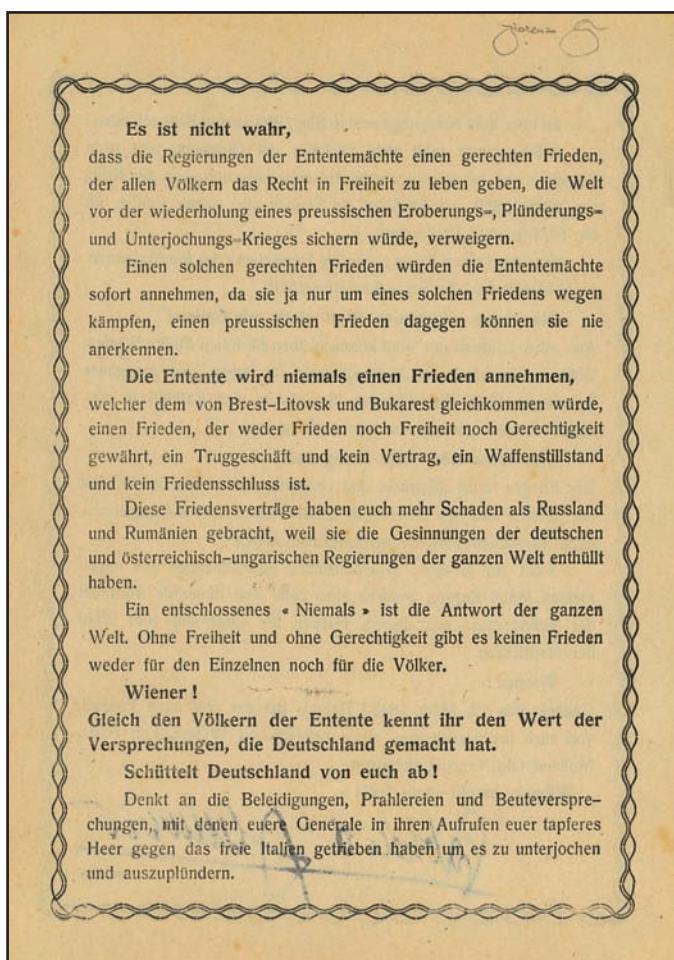 Es ist nicht wahr,
dass die Regierungen der Ententemächte einen gerechten Frieden,
der allen Völkern das Recht in Freiheit zu leben geben, die Welt
vor der wiederholung eines preussischen Eroberungs-, Plünderungs-
und Unterjochungs-Krieges sichern würde, verweigern.
Einen solchen gerechten Frieden würden die Ententemächte
sofort annehmen, da sie ja nur um eines solchen Friedens wegen
kämpfen, einen preussischen Frieden dagegen können sie nie
anerkennen.
Die Entente wird niemals einen Frieden annehmen,
welcher dem von Brest-Litovsk und Bukarest gleichkommen würde,
einen Frieden, der weder Frieden noch Freiheit noch Gerechtigkeit
gewährt, ein Truggeschäft und kein Vertrag, ein Waffenstillstand
und kein Friedensschluss ist.
Diese Friedensverträge haben euch mehr Schaden als Russland
und Rumänien gebracht, weil sie die Gesinnungen der deutschen
und österreichisch-ungarischen Regierungen der ganzen Welt enthüllt
haben.
Ein entschlossenes « Niemals » ist die Antwort der ganzen
Welt. Ohne Freiheit und ohne Gerechtigkeit gibt es keinen Frieden
weder für den Einzelnen noch für die Völker.
Wiener !
Gleich den Völkern der Entente kennt ihr den Wert der
Versprechungen, die Deutschland gemacht hat.
Schüttelt Deutschland von euch ab !
Denkt an die Beleidigungen, Prahlereien und Beuteverspre-
chungen, mit denen euere Generale in ihren Aufrufen euer tapferes
Heer gegen das freie Italien getrieben haben um es zu unterjochen
und auszuplündern.